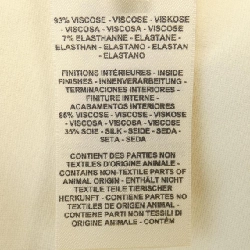 93% VISCOSE - VISCOSE - VISKOSE
- VISCOSA - VISCOSA - VISCOSE
7% ELASTHANNE - ELASTANE -
ELASTHAN - ELASTANO - ELASTAN
- ELASTANO
FINITIONS INTÉRIEURES - INSIDE
FINISHES - INNENVERARBEITUNG -
TERMINACIONES INTERIORES -
FINITURE INTERNE -
ACABAMENTOS INTERIORES
65% VISCOSE - VISCOSE - VISKOSE
- VISCOSA - VISCOSA - VISCOSE
35% SOIE - SILK - SEIDE - SEDA -
SETA - SEDA
CONTIENT DES PARTIES NON
TEXTILES D'ORIGINE ANIMALE -
CONTAINS NON-TEXTILE PARTS OF
ANIMAL ORIGIN - ENTHÄLT NICHT
TEXTILE TEILE TIERISCHER
HERKUNFT - CONTIENE PARTES NO
TEXTILES DE ORIGEN ANIMAL -
CONTIENE PARTI NON TESSILI DI
ORIGINE ANIMALE - CONTÉM